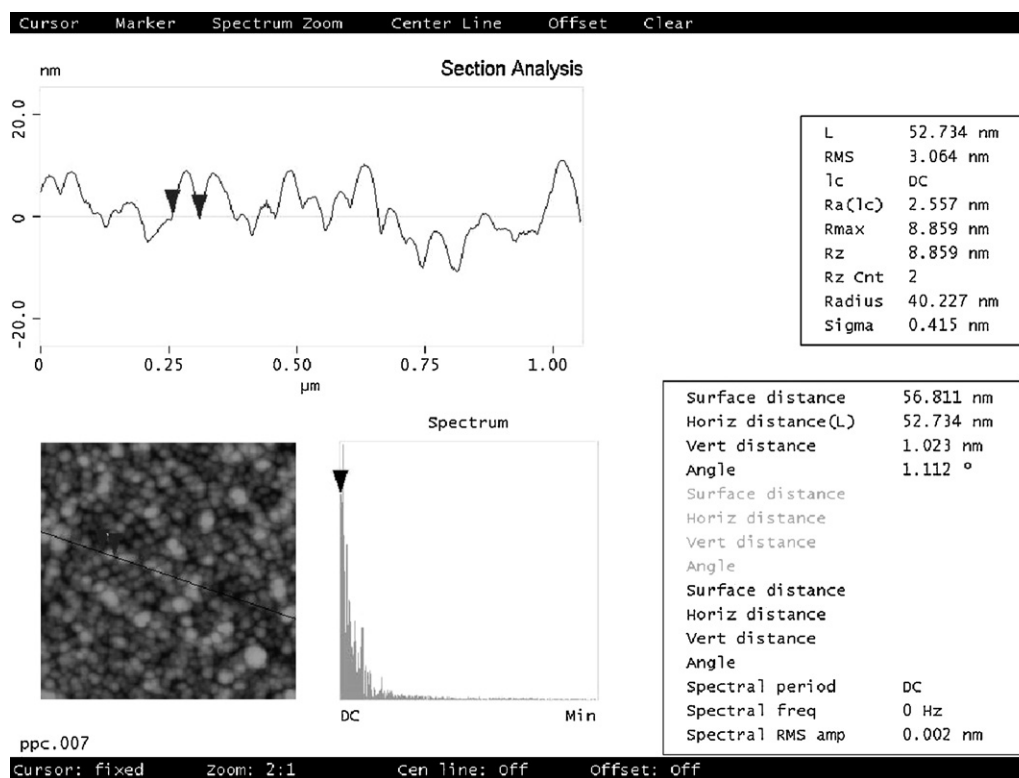 Cursor Marker Spectrum Zoom Center Line Offset Clear
nm
Section Analysis
20.0
0
-20.0
0 0.25 0.50 0.75 1.00
µm
L 52.734 nm
RMS 3.064 nm
lc DC
Ra(lc) 2.557 nm
Rmax 8.859 nm
Rz 8.859 nm
Rz Cnt 2
Radius 40.227 nm
Sigma 0.415 nm
Spectrum
DC Min
Surface distance 56.811 nm
Horiz distance(L) 52.734 nm
Vert distance 1.023 nm
Angle 1.112 º
Surface distance
Horiz distance
Vert distance
Angle
Surface distance
Horiz distance
Vert distance
Angle
Spectral period DC
Spectral freq 0 Hz
Spectral RMS amp 0.002 nm
ppc.007
Cursor: fixed Zoom: 2:1 Cen line: Off Offset: Off